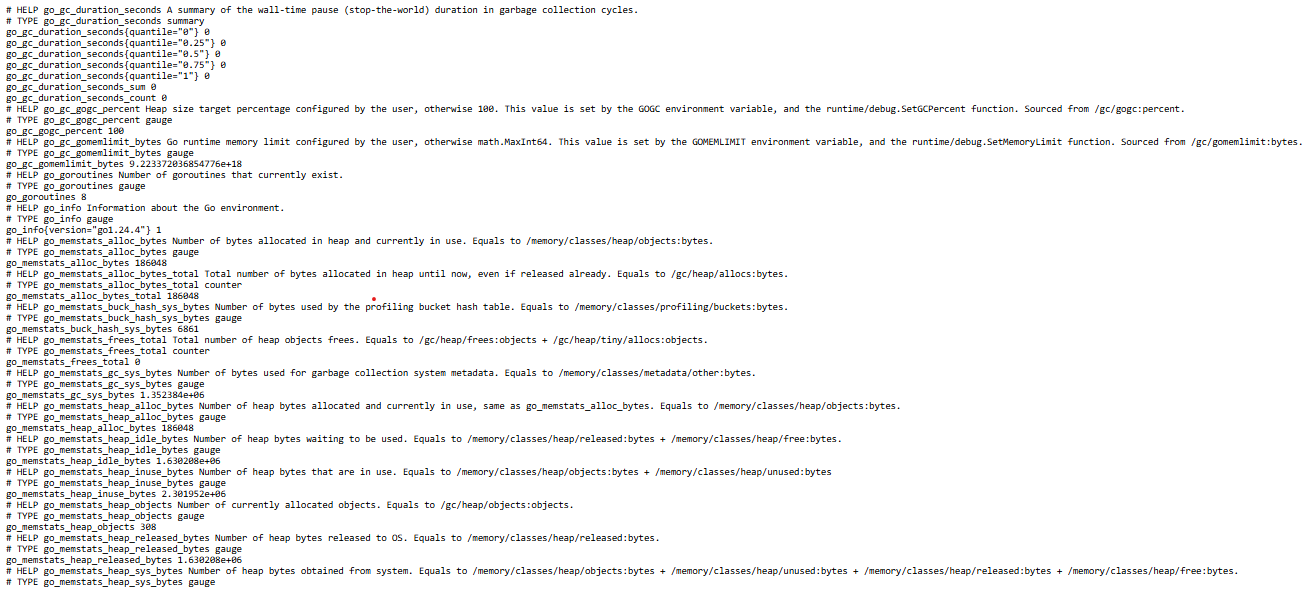 # HELP go_gc_duration_seconds A summary of the wall-time pause (stop-the-world) duration in garbage collection cycles.
# TYPE go_gc_duration_seconds summary
go_gc_duration_seconds{quantile="0"} 0
go_gc_duration_seconds{quantile="0.25"} 0
go_gc_duration_seconds{quantile="0.5"} 0
go_gc_duration_seconds{quantile="0.75"} 0
go_gc_duration_seconds{quantile="1"} 0
go_gc_duration_seconds_sum 0
go_gc_duration_seconds_count 0
# HELP go_gc_gogc_percent Heap size target percentage configured by the user, otherwise 100. This value is set by the GOGC environment variable, and the runtime/debug.SetGCPercent function. Sourced from /gc/gogc:percent.
# TYPE go_gc_gogc_percent gauge
go_gc_gogc_percent 100
# HELP go_gc_gomemlimit_bytes Go runtime memory limit configured by the user, otherwise math.MaxInt64. This value is set by the GOMEMLIMIT environment variable, and the runtime/debug.SetMemoryLimit function. Sourced from /gc/gomemlimit:bytes.
# TYPE go_gc_gomemlimit_bytes gauge
go_gc_gomemlimit_bytes 9.223372036854776e+18
# HELP go_goroutines Number of goroutines that currently exist.
# TYPE go_goroutines gauge
go_goroutines 8
# HELP go_info Information about the Go environment.
# TYPE go_info gauge
go_info{version="go1.24.4"} 1
# HELP go_memstats_alloc_bytes Number of bytes allocated in heap and currently in use. Equals to /memory/classes/heap/objects:bytes.
# TYPE go_memstats_alloc_bytes gauge
go_memstats_alloc_bytes 186048
# HELP go_memstats_alloc_bytes_total Total number of bytes allocated in heap until now, even if released already. Equals to /gc/heap/allocs:bytes.
# TYPE go_memstats_alloc_bytes_total counter
go_memstats_alloc_bytes_total 186048
# HELP go_memstats_buck_hash_sys_bytes Number of bytes used by the profiling bucket hash table. Equals to /memory/classes/profiling/buckets:bytes.
# TYPE go_memstats_buck_hash_sys_bytes gauge
go_memstats_buck_hash_sys_bytes 6861
# HELP go_memstats_frees_total Total number of heap objects frees. Equals to /gc/heap/frees:objects + /gc/heap/tiny/allocs:objects.
# TYPE go_memstats_frees_total counter
go_memstats_frees_total 0
# HELP go_memstats_gc_sys_bytes Number of bytes used for garbage collection system metadata. Equals to /memory/classes/metadata/other:bytes.
# TYPE go_memstats_gc_sys_bytes gauge
go_memstats_gc_sys_bytes 1.352384e+06
# HELP go_memstats_heap_alloc_bytes Number of heap bytes allocated and currently in use, same as go_memstats_alloc_bytes. Equals to /memory/classes/heap/objects:bytes.
# TYPE go_memstats_heap_alloc_bytes gauge
go_memstats_heap_alloc_bytes 186048
# HELP go_memstats_heap_idle_bytes Number of heap bytes waiting to be used. Equals to /memory/classes/heap/released:bytes + /memory/classes/heap/free:bytes.
# TYPE go_memstats_heap_idle_bytes gauge
go_memstats_heap_idle_bytes 1.630208e+06
# HELP go_memstats_heap_inuse_bytes Number of heap bytes that are in use. Equals to /memory/classes/heap/objects:bytes + /memory/classes/heap/unused:bytes
# TYPE go_memstats_heap_inuse_bytes gauge
go_memstats_heap_inuse_bytes 2.301952e+06
# HELP go_memstats_heap_objects Number of currently allocated objects. Equals to /gc/heap/objects:objects.
# TYPE go_memstats_heap_objects gauge
go_memstats_heap_objects 308
# HELP go_memstats_heap_released_bytes Number of heap bytes released to OS. Equals to /memory/classes/heap/released:bytes.
# TYPE go_memstats_heap_released_bytes gauge
go_memstats_heap_released_bytes 1.630208e+06
# HELP go_memstats_heap_sys_bytes Number of heap bytes obtained from system. Equals to /memory/classes/heap/objects:bytes + /memory/classes/heap/unused:bytes + /memory/classes/heap/released:bytes + /memory/classes/heap/free:bytes.
# TYPE go_memstats_heap_sys_bytes gauge